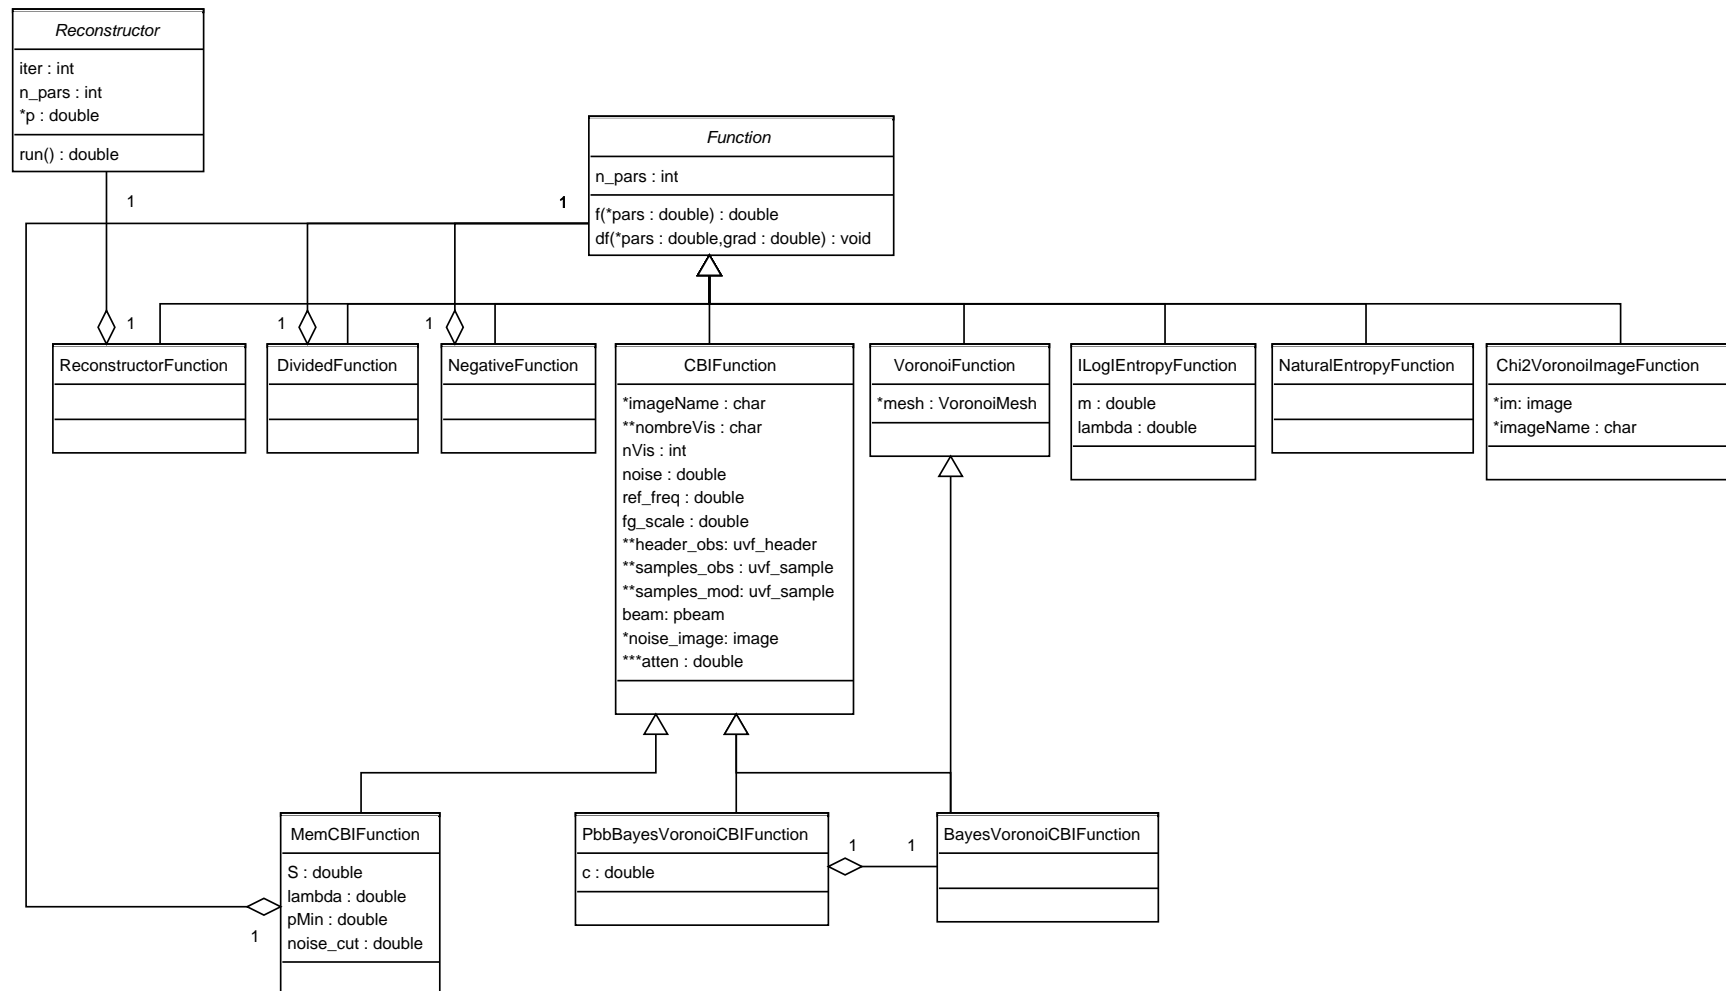 Reconstructor
iter : int
n_pars : int
*p : double
run() : double
1
Function
n_pars : int
f(*pars : double) : double
df(*pars : double,grad : double) : void
1
1
1
1
ReconstructorFunction
DividedFunction
NegativeFunction
CBIFunction
*imageName : char
**nombreVis : char
nVis : int
noise : double
ref_freq : double
fg_scale : double
**header_obs: uvf_header
**samples_obs : uvf_sample
**samples_mod: uvf_sample
beam: pbeam
*noise_image: image
***atten : double
VoronoiFunction
*mesh : VoronoiMesh
ILogIEntropyFunction
m : double
lambda : double
NaturalEntropyFunction
Chi2VoronoiImageFunction
*im: image
*imageName : char
MemCBIFunction
S : double
lambda : double
pMin : double
noise_cut : double
1
PbbBayesVoronoiCBIFunction
c : double
1
1
BayesVoronoiCBIFunction